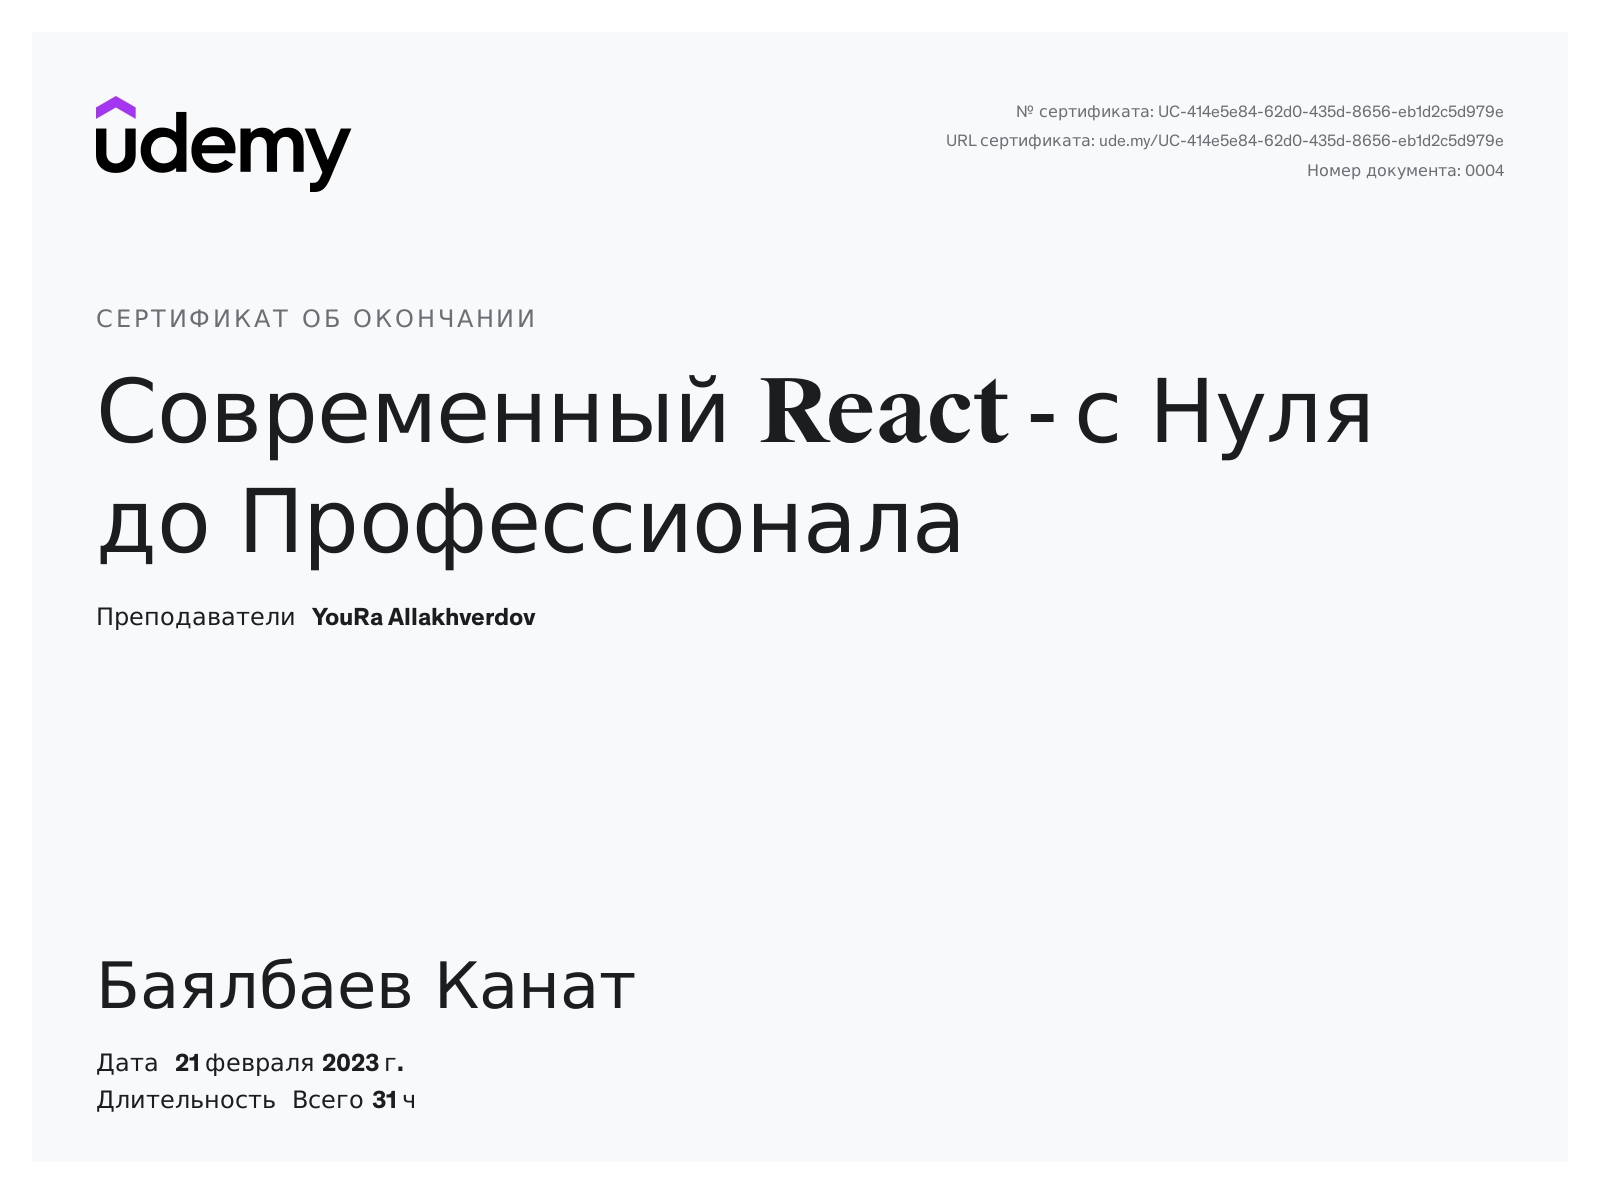 udemy
№ сертификата: UC-414e5e84-62d0-435d-8656-eb1d2c5d979e
URL сертификата: ude.my/UC-414e5e84-62d0-435d-8656-eb1d2c5d979e
Номер документа: 0004
СЕРТИФИКАТ ОБ ОКОНЧАНИИ
Современный React - с Нуля
до Профессионала
Преподаватели YouRa Allakhverdov
Баялбаев Канат
Дата 21 февраля 2023 г.
Длительность Всего 31 ч